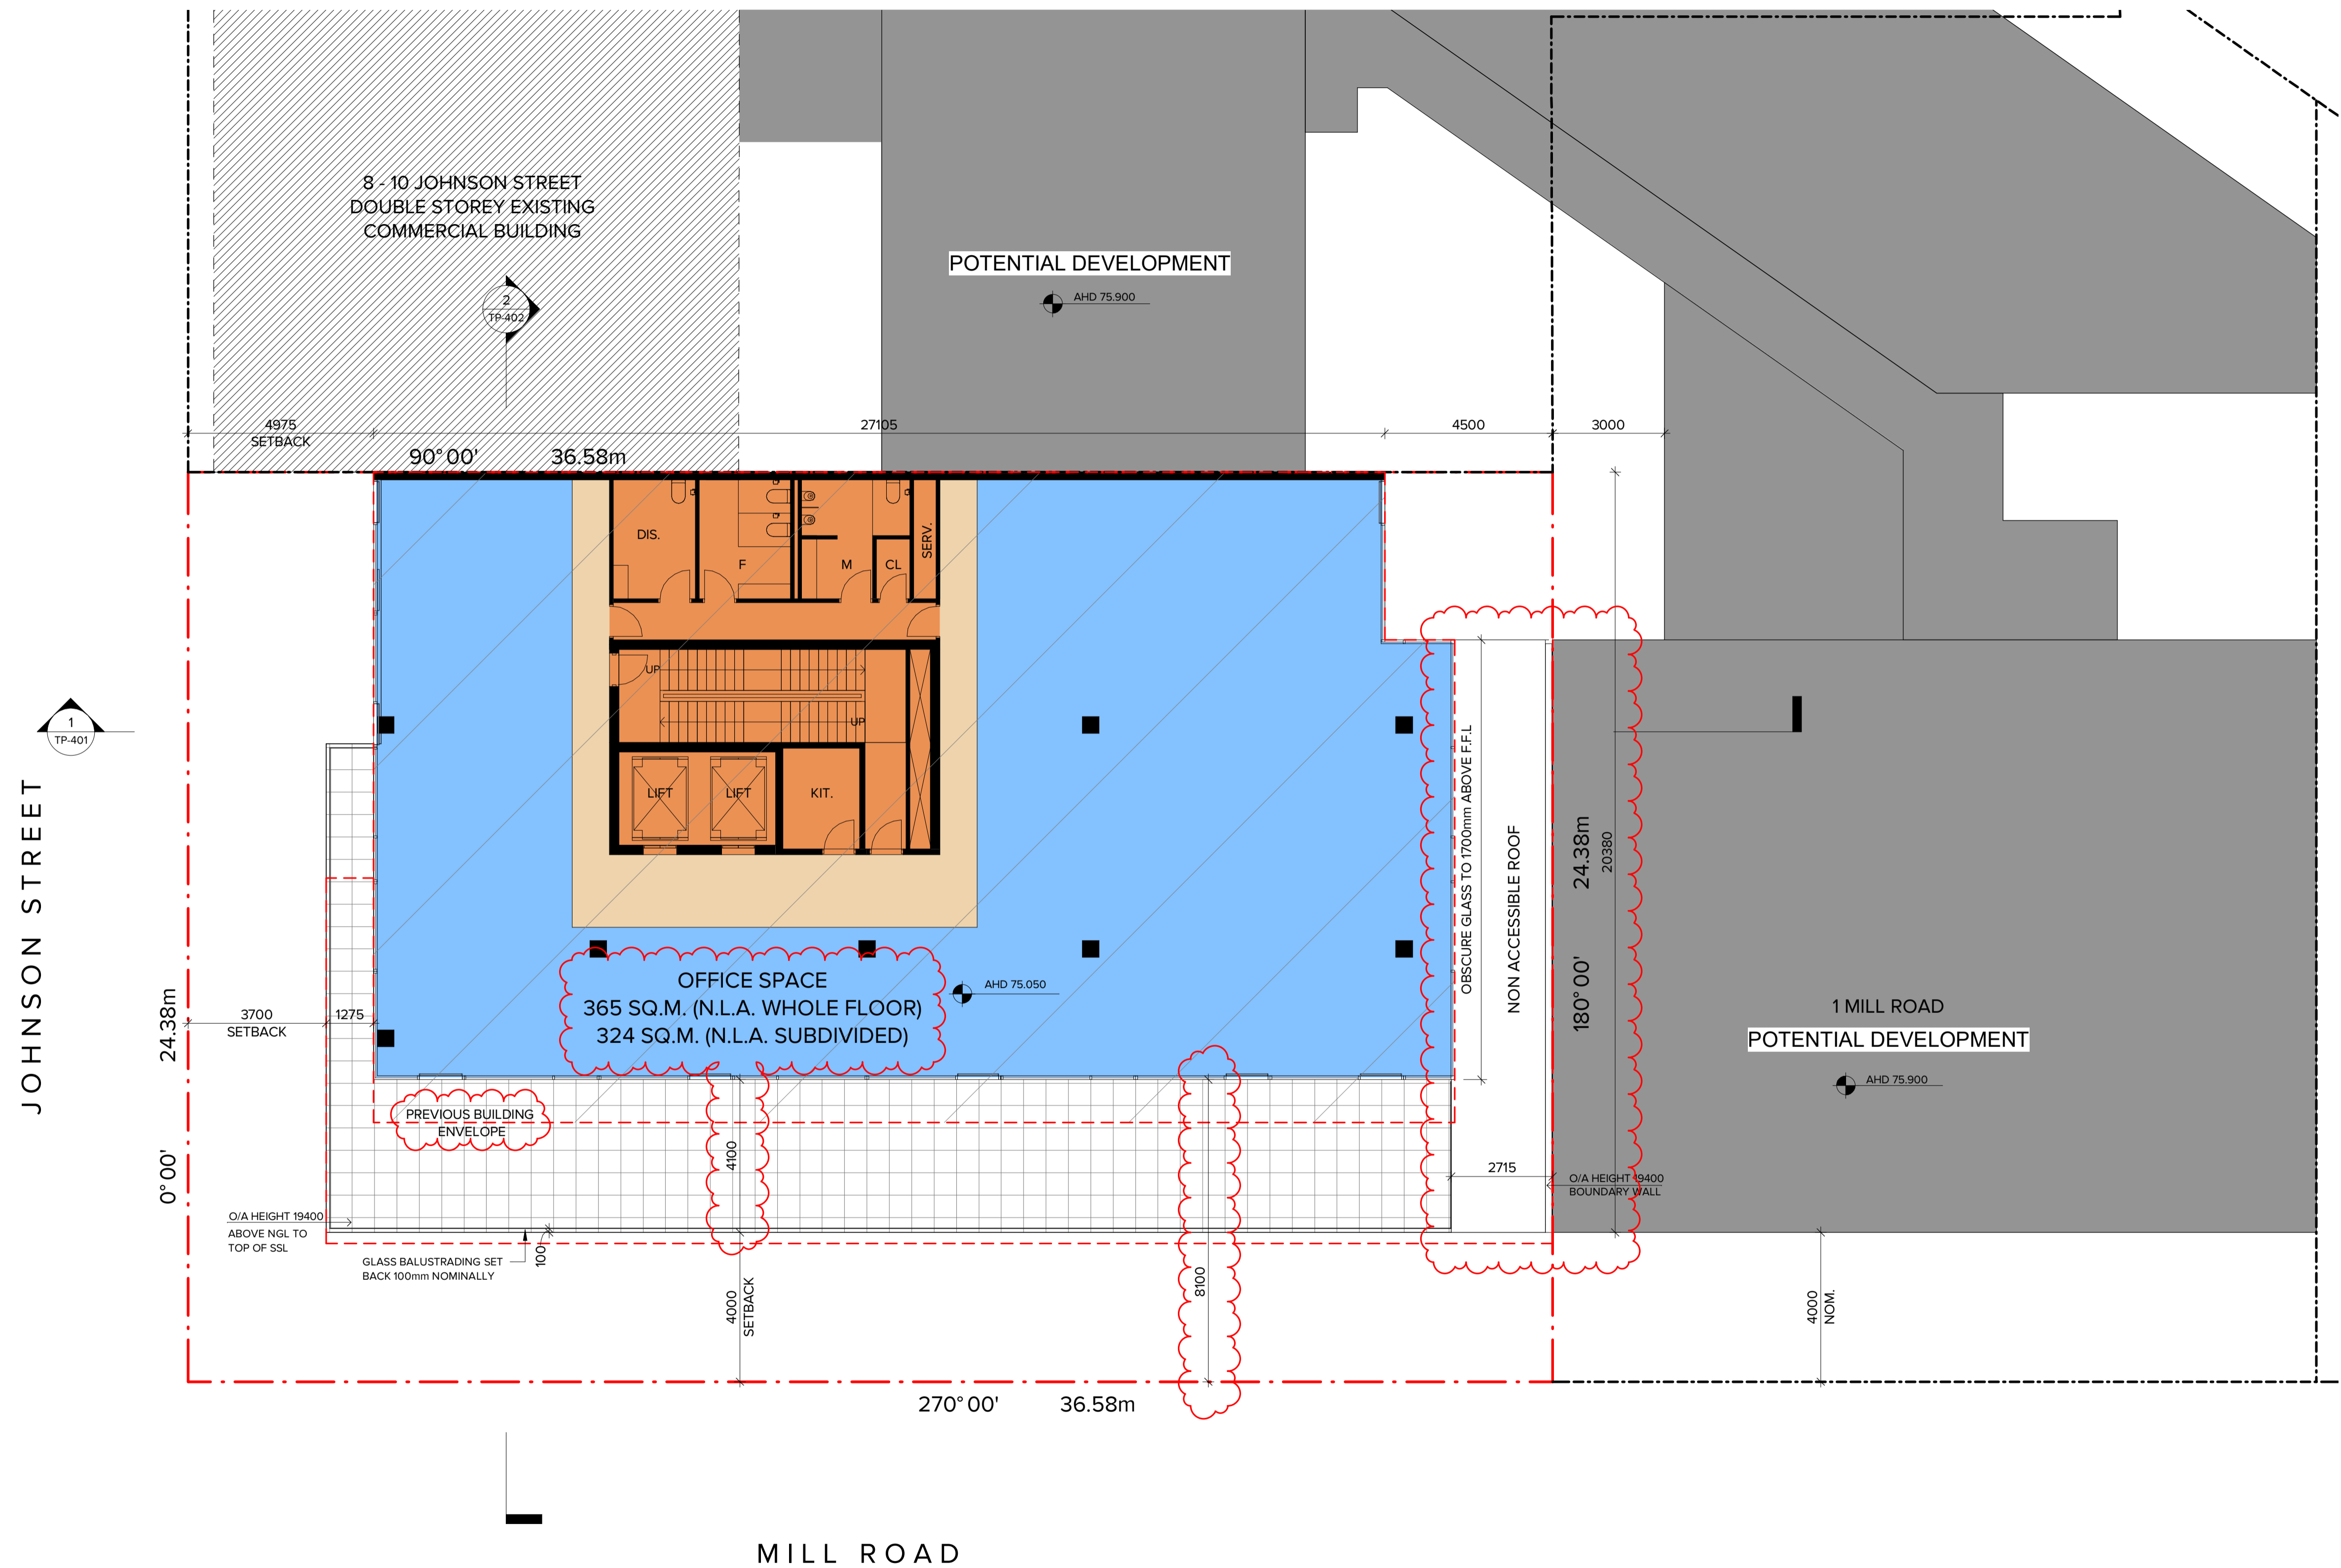 8 - 10 JOHNSON STREET
DOUBLE STOREY EXISTING
COMMERCIAL BUILDING
2
TP-402
POTENTIAL DEVELOPMENT
AHD 75.900
4975
SETBACK
27105
4500
3000
90° 00' 36.58m
DIS.
F
M
CL
SERV.
UP
UP
LIFT
LIFT
KIT.
1
TP-401
JOHNSON STREET
OBSCURE GLASS TO 1700mm ABOVE F.F.L
NON ACCESSIBLE ROOF
24.38m
180° 00'
20380
OFFICE SPACE
365 SQ.M. (N.L.A. WHOLE FLOOR)
324 SQ.M. (N.L.A. SUBDIVIDED)
AHD 75.050
24.38m
0° 00'
3700
SETBACK
1275
1 MILL ROAD
POTENTIAL DEVELOPMENT
AHD 75.900
PREVIOUS BUILDING
ENVELOPE
4100
2715
O/A HEIGHT 19400
BOUNDARY WALL
O/A HEIGHT 19400
ABOVE NGL TO
TOP OF SSL
GLASS BALUSTRADING SET
BACK 100mm NOMINALLY
100
4000
SETBACK
8100
4000
NOM.
270° 00' 36.58m
MILL ROAD